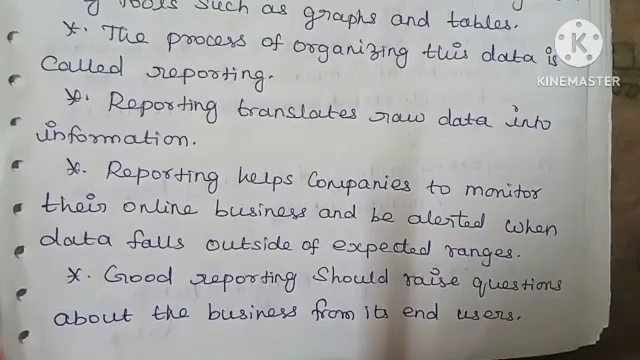 Tools such as graphs and tables.
*. The process of organizing this data is
called reporting.
*. Reporting translates raw data into
information.
*. Reporting helps Companies to monitor
their online business and be alerted when
data falls outside of expected ranges.
*. Good reporting Should raise questions
about the business from its end users.
K
KINEMASTER